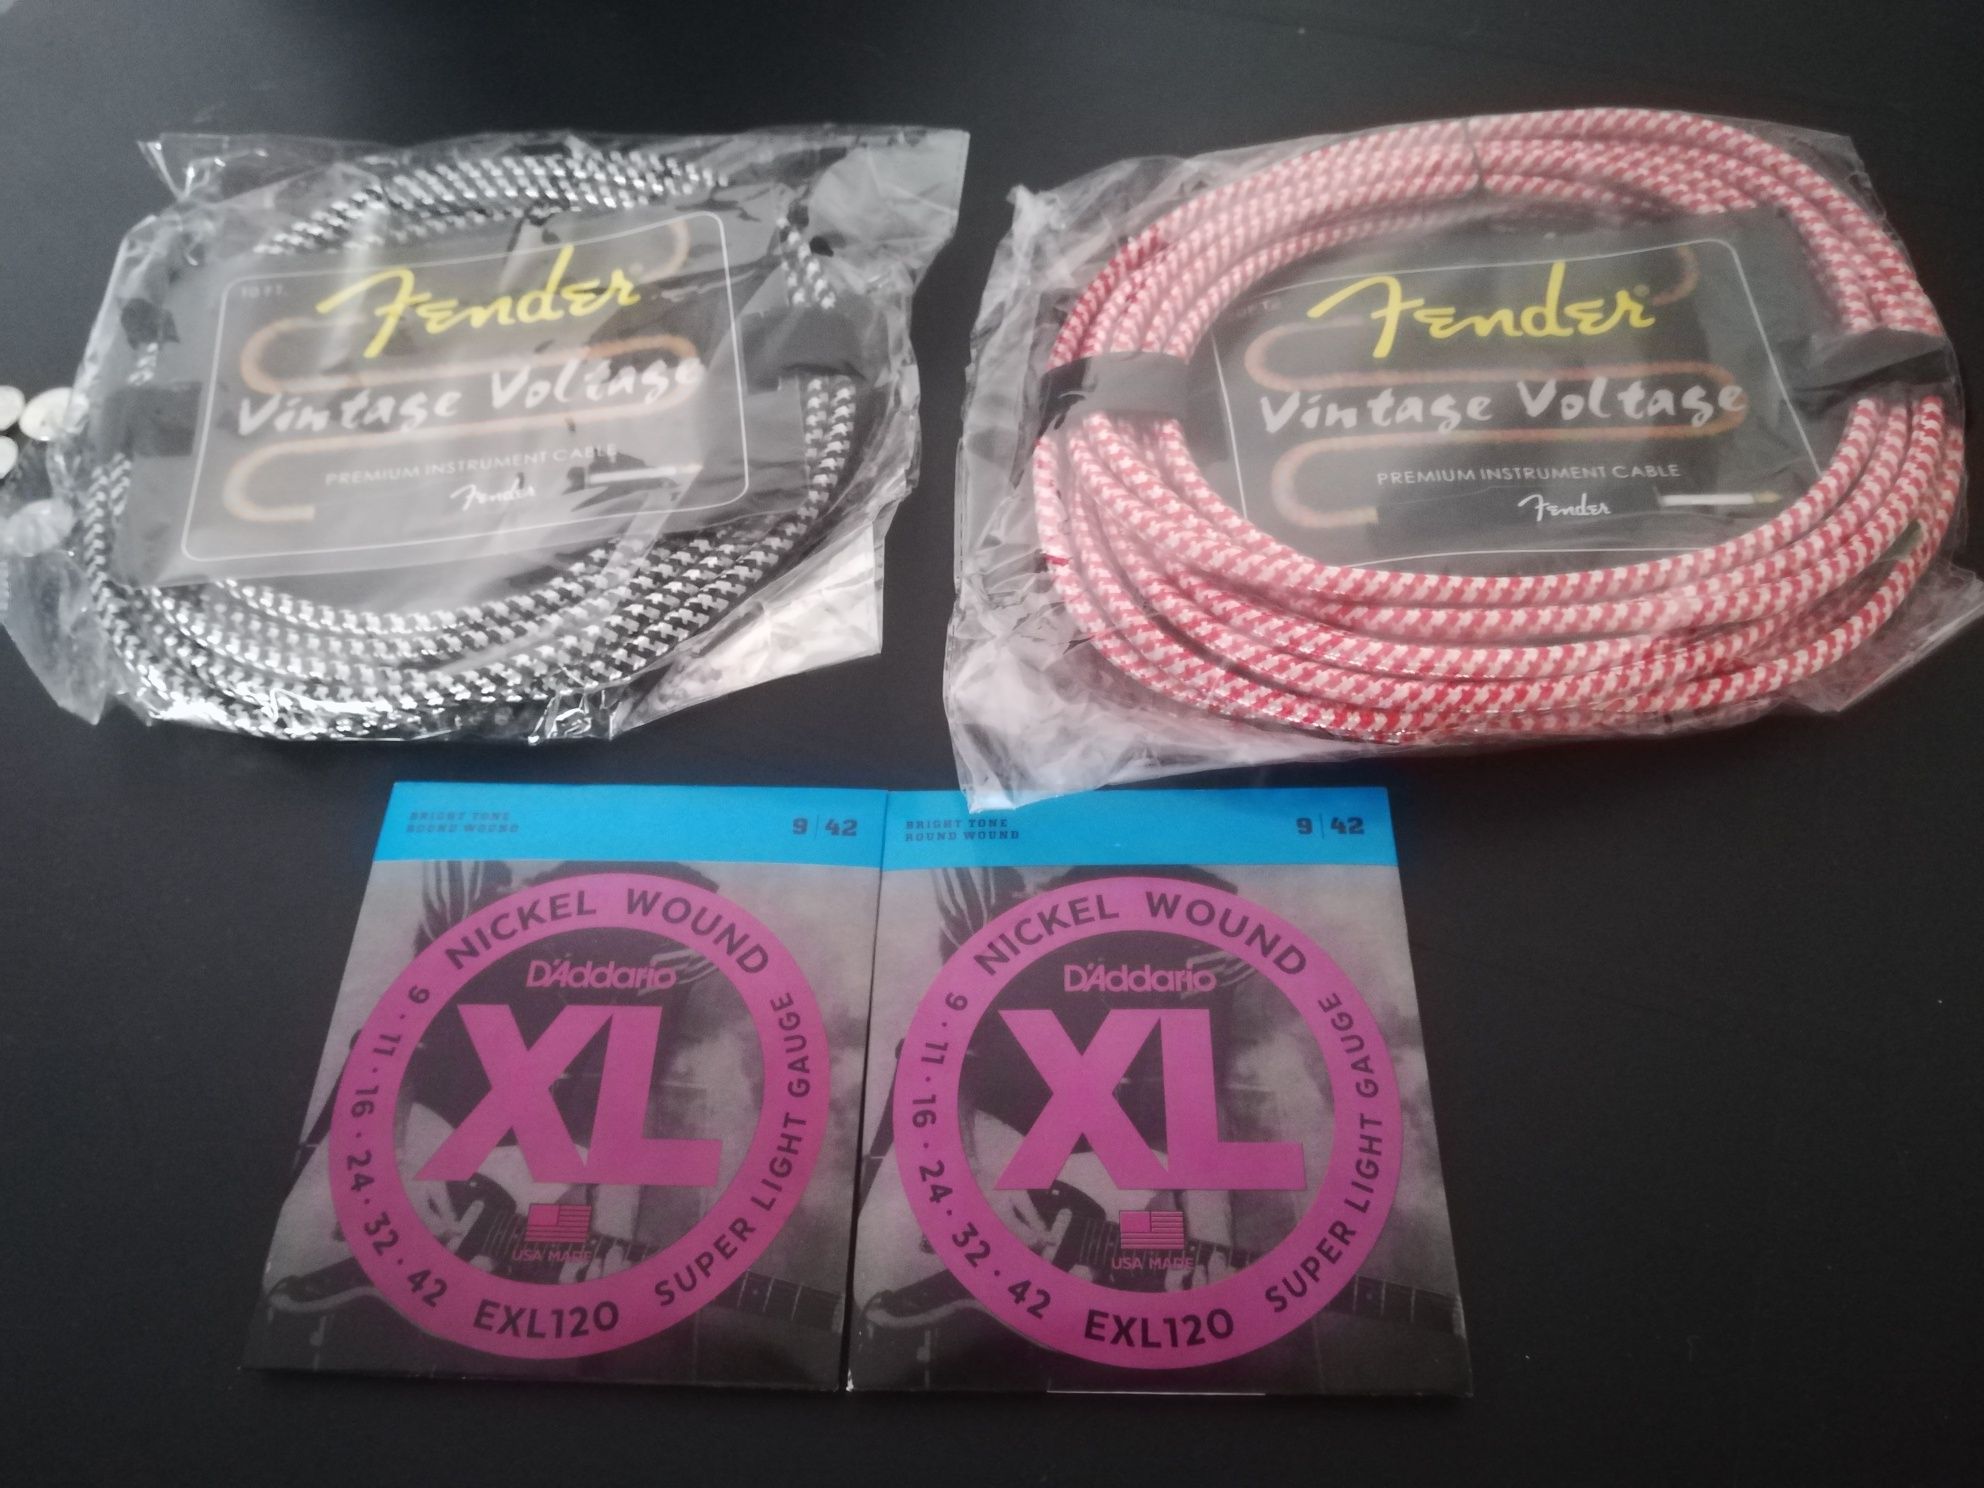 10 FT.
Fender
Vintage Voltage
PREMIUM INSTRUMENT CABLE
Fender
Fender
Vintage Voltage
PREMIUM INSTRUMENT CABLE
Fender
BRIGHT TONE
ROUND WOUND
9 | 42
NICKEL WOUND
D'Addario
XL
USA MADE
9 · 11 · 16 · 24 · 32 · 42
EXL120
SUPER LIGHT GAUGE
BRIGHT TONE
ROUND WOUND
9 | 42
NICKEL WOUND
D'Addario
XL
USA MADE
9 · 11 · 16 · 24 · 32 · 42
EXL120
SUPER LIGHT GAUGE